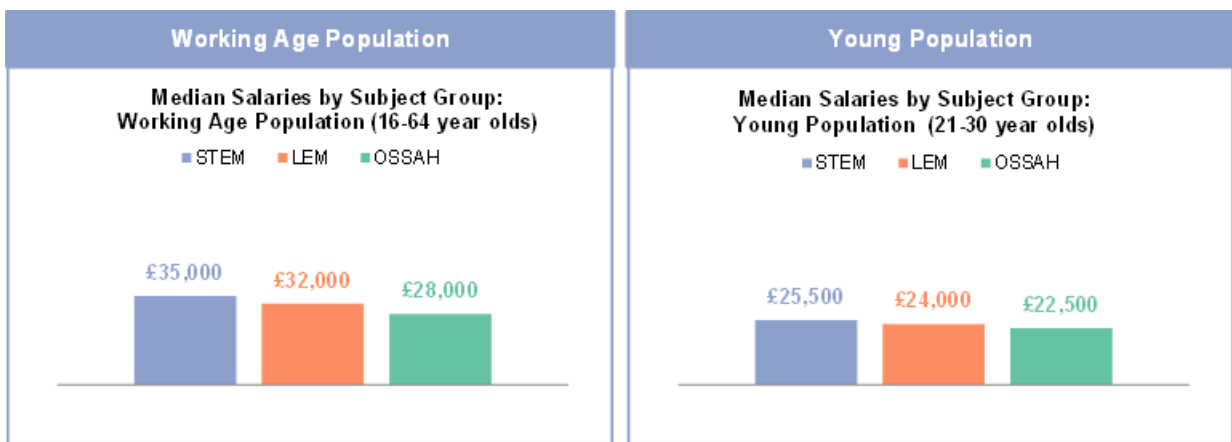 Working Age Population
Median Salaries by Subject Group:
Working Age Population (16-64 year olds)
STEM LEM OSSAH
£35,000
£32,000
£28,000
Young Population
Median Salaries by Subject Group:
Young Population (21-30 year olds)
STEM LEM OSSAH
£25,500
£24,000
£22,500